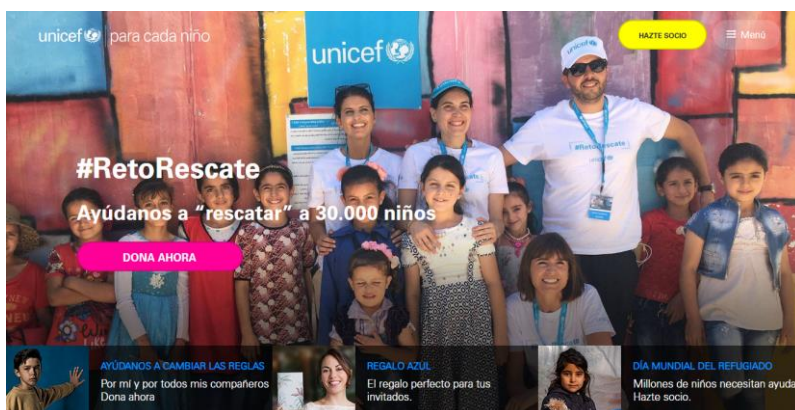 unicef para cada niño
HAZTE SOCIO
Menú
unicef
unicef
#RetoRescate
unicef
#RetoRescate
Ayúdanos a "rescatar" a 30.000 niños
DONA AHORA
AYÚDANOS A CAMBIAR LAS REGLAS
Por mí y por todos mis compañeros
Dona ahora
REGALO AZUL
El regalo perfecto para tus
invitados.
DÍA MUNDIAL DEL REFUGIADO
Millones de niños necesitan ayuda
Hazte socio.